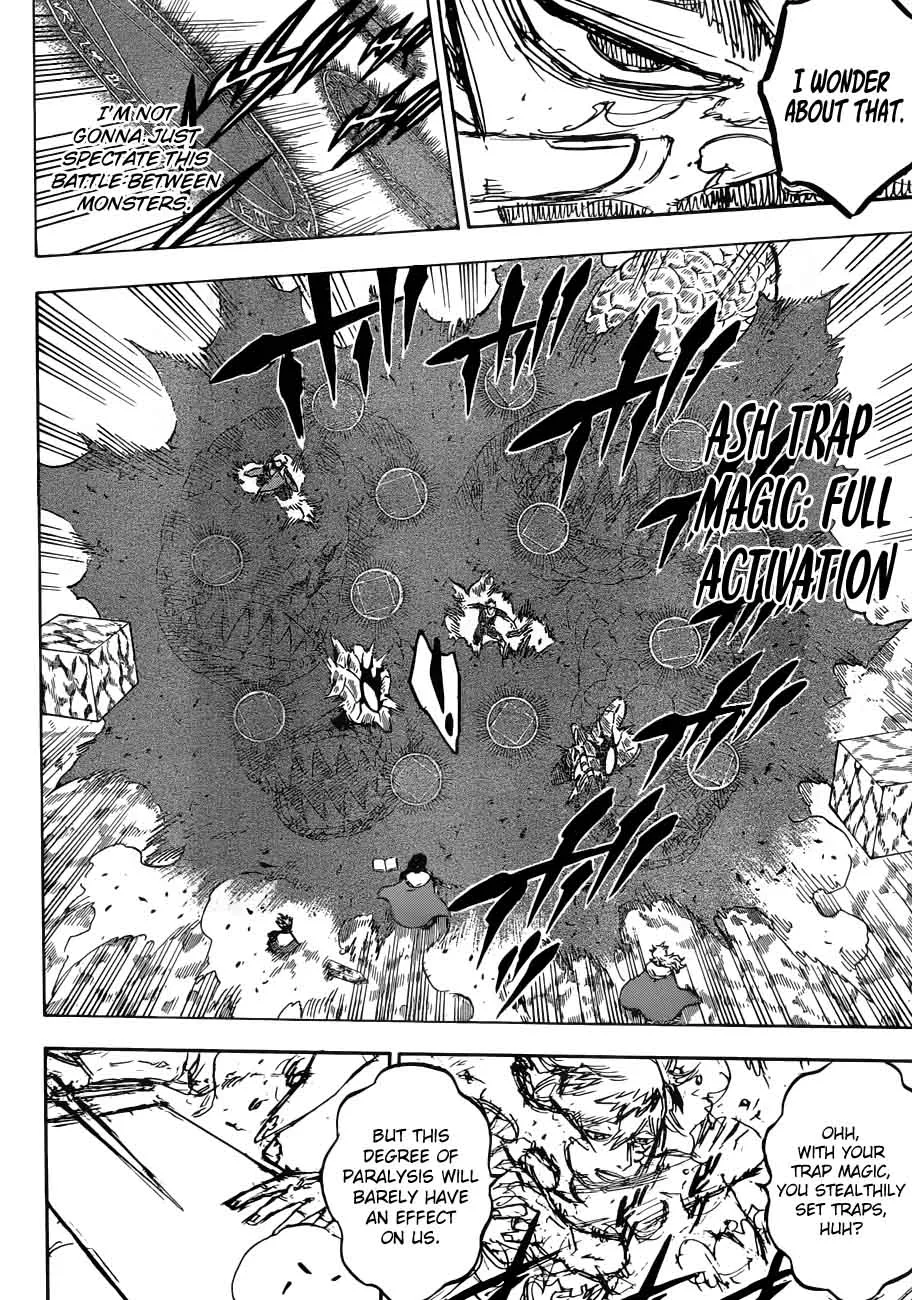 I WONDER
ABOUT THAT.
I'M NOT
GONNA JUST
SPECTATE THIS
BATTLE BETWEEN
MONSTERS.
ASH TRAP
MAGIC: FULL
ACTIVATION
OHH,
WITH YOUR
TRAP MAGIC,
YOU STEALTHILY
SET TRAPS,
HUH?
BUT THIS
DEGREE OF
PARALYSIS WILL
BARELY HAVE
AN EFFECT
ON US.